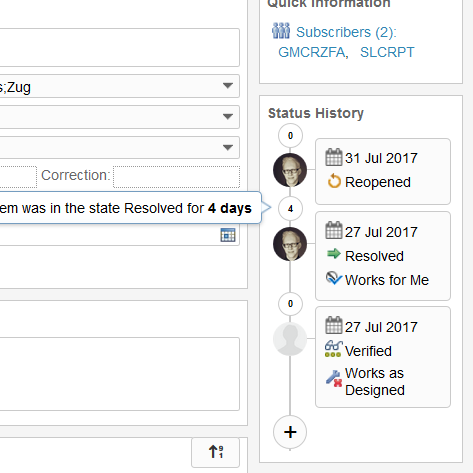 Quick Information
Subscribers (2):
GMCRZFA, SLCRPT
s;Zug
Status History
0
31 Jul 2017
Reopened
Correction:
em was in the state Resolved for 4 days
4
27 Jul 2017
Resolved
Works for Me
0
27 Jul 2017
Verified
Works as
Designed
+
91